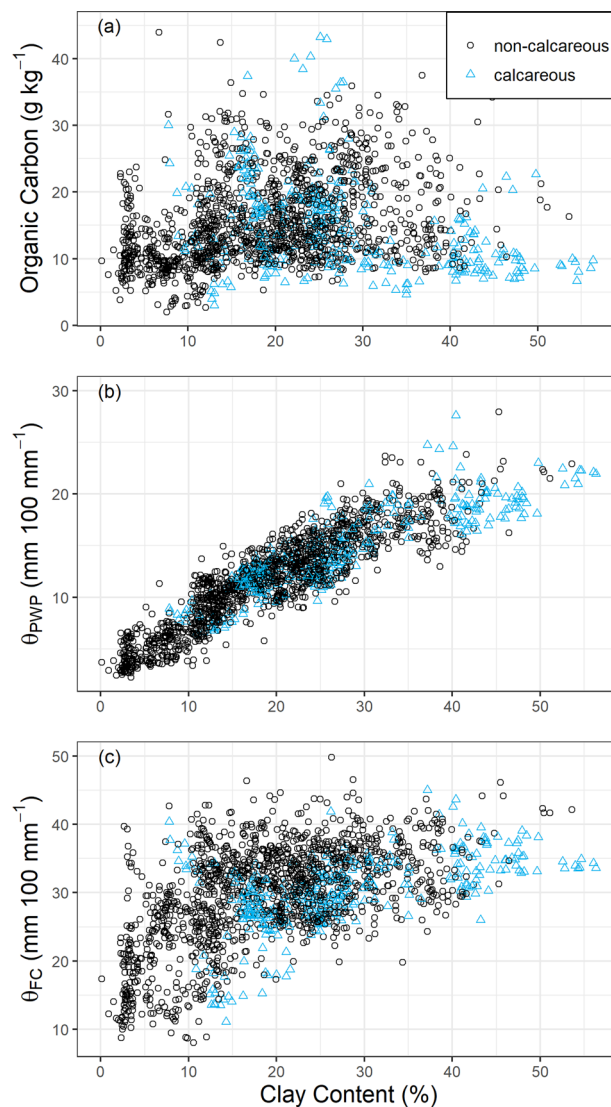 (a)
non-calcareous
calcareous
Organic Carbon (g kg⁻¹)
40
30
20
10
0
0 10 20 30 40 50
(b)
θPWP (mm 100 mm⁻¹)
30
20
10
0 10 20 30 40 50
(c)
θFC (mm 100 mm⁻¹)
50
40
30
20
10
0 10 20 30 40 50
Clay Content (%)